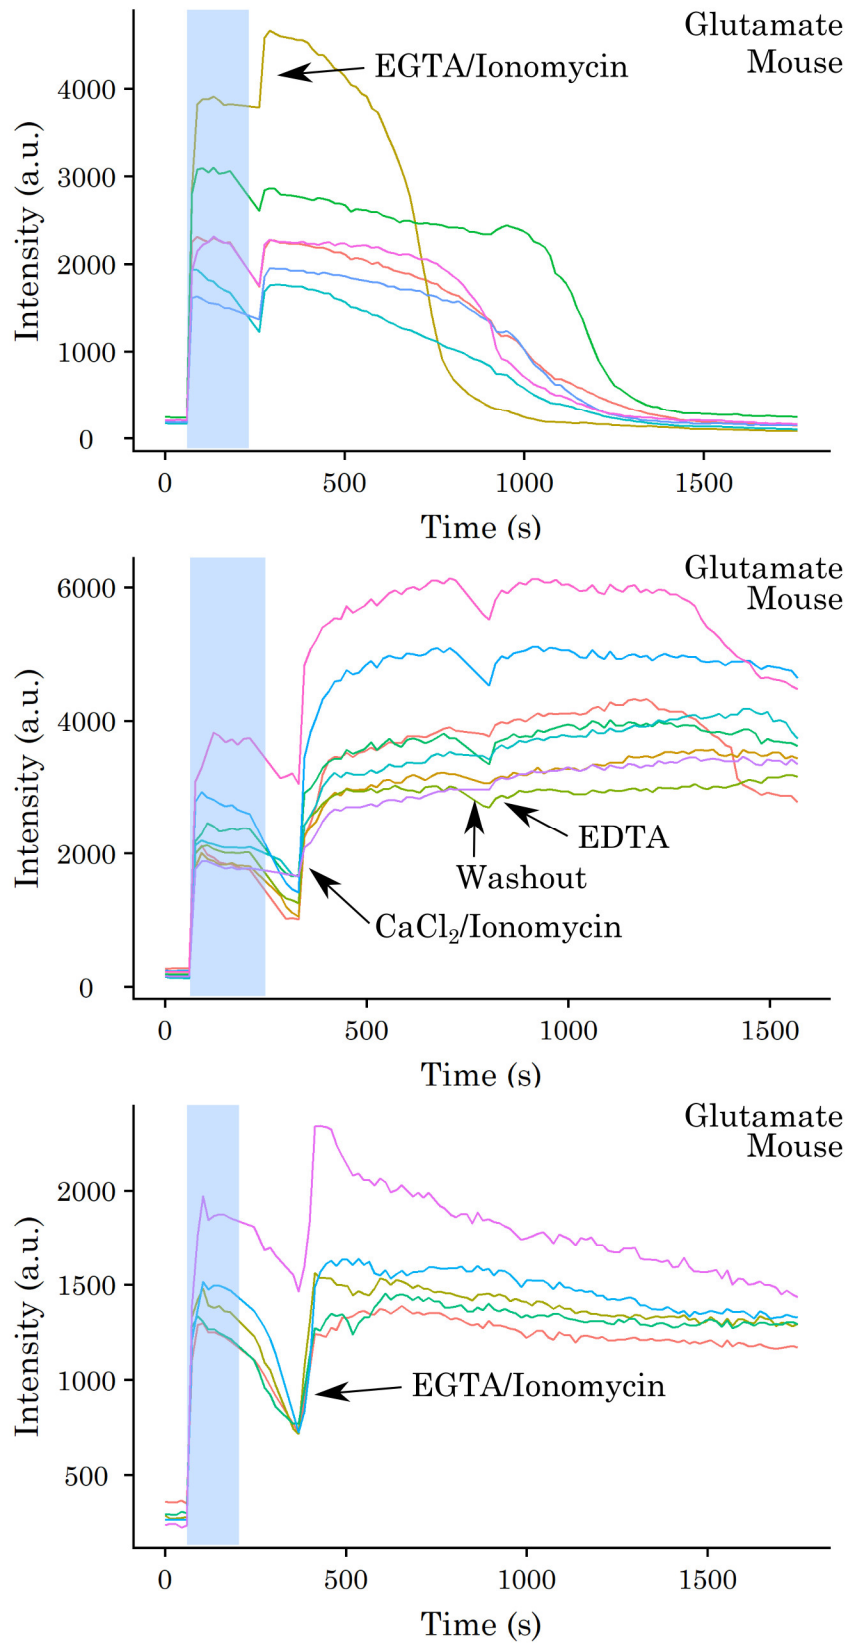 Glutamate
Mouse
EGTA/Ionomycin
Intensity (a.u.)
4000
3000
2000
1000
0
0 500 1000 1500
Time (s)
Glutamate
Mouse
Intensity (a.u.)
6000
4000
2000
0
EDTA
Washout
CaCl₂/Ionomycin
0 500 1000 1500
Time (s)
Glutamate
Mouse
Intensity (a.u.)
2000
1500
1000
500
EGTA/Ionomycin
0 500 1000 1500
Time (s)